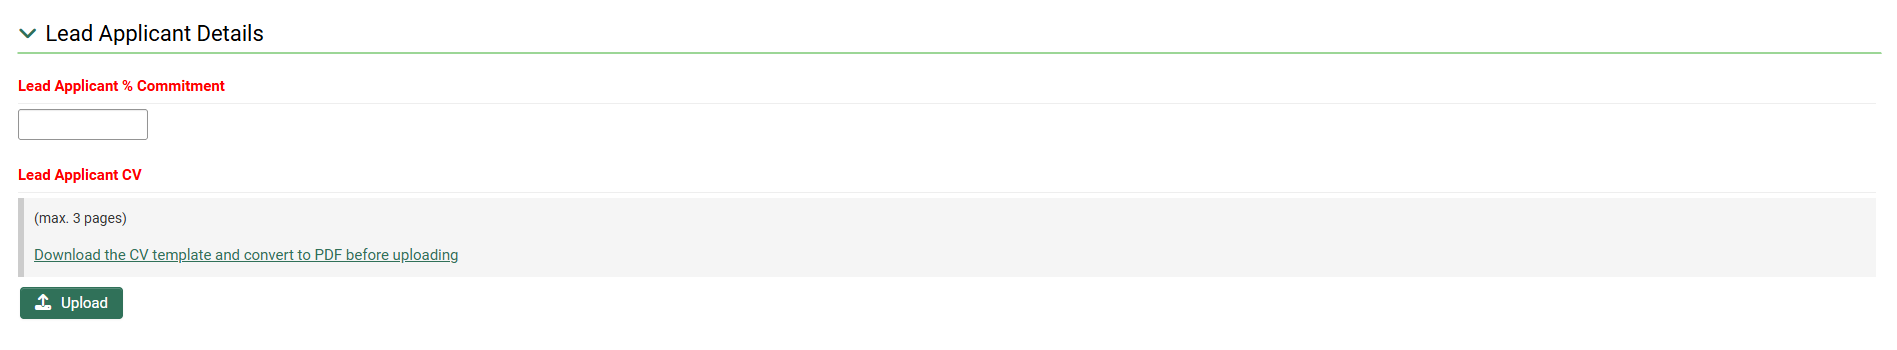 Lead Applicant Details
Lead Applicant % Commitment
Lead Applicant CV
(max. 3 pages)
Download the CV template and convert to PDF before uploading
Upload